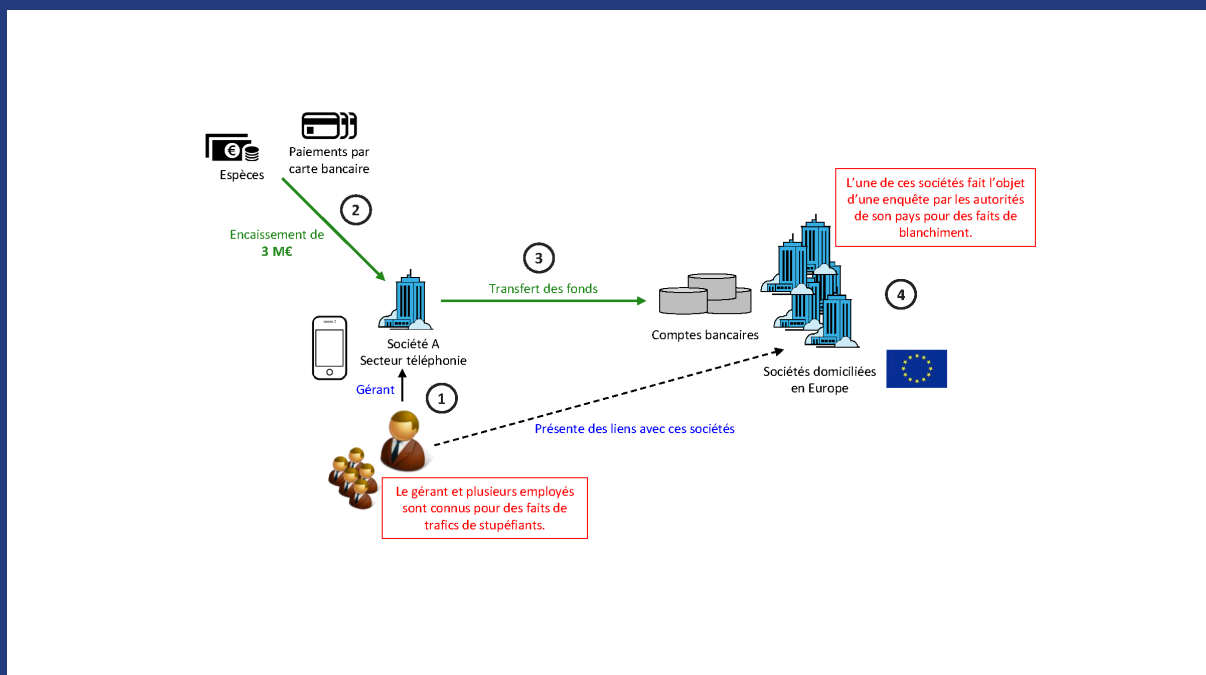 Espèces
Paiements par
carte bancaire
2
Encaissement de
3 M€
3
Transfert des fonds
L'une de ces sociétés fait l'objet
d'une enquête par les autorités
de son pays pour des faits de
blanchiment.
4
Comptes bancaires
Société A
Secteur téléphonie
Sociétés domiciliées
en Europe
Gérant
1
Présente des liens avec ces sociétés
Le gérant et plusieurs employés
sont connus pour des faits de
trafics de stupéfiants.